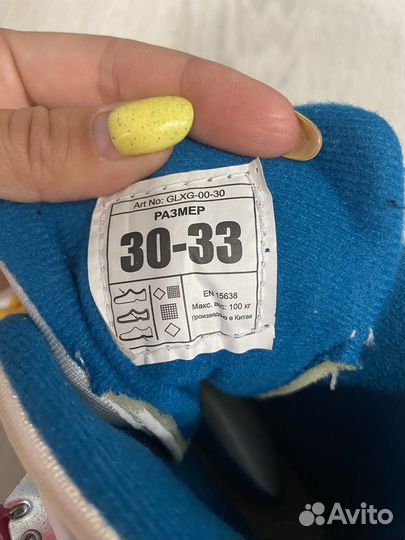 Art No: GLXG-00-30
РАЗМЕР
30-33
EN 15638
Макс. вес: 100 кг
произведено в Китае
Avito